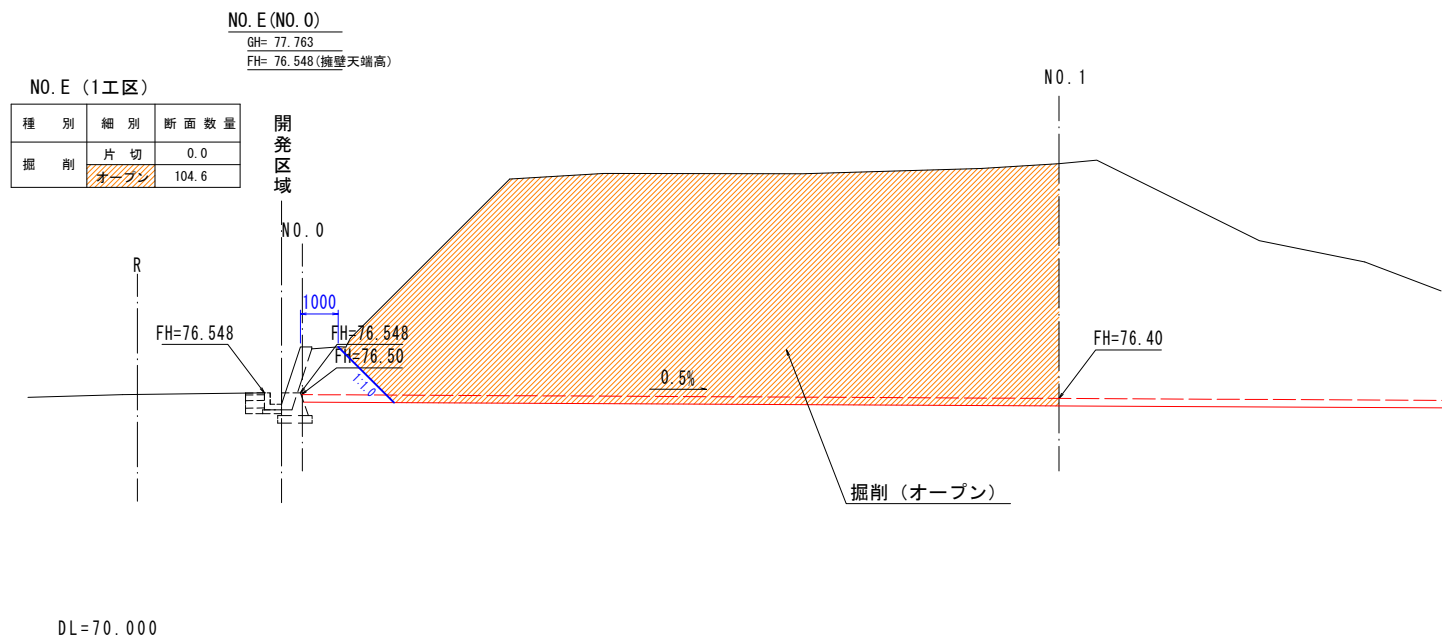 NO.E(NO.0)
GH= 77.763
FH= 76.548(擁壁天端高)
NO.E (1工区)
種 別 細 別 断面数量
掘 削 片 切 0.0
オープン 104.6
開発区域
NO.1
NO.0
R
1000
FH=76.548
FH=76.548
FH=76.50
FH=76.40
1:1.0
0.5%
掘削 (オープン)
DL=70.000